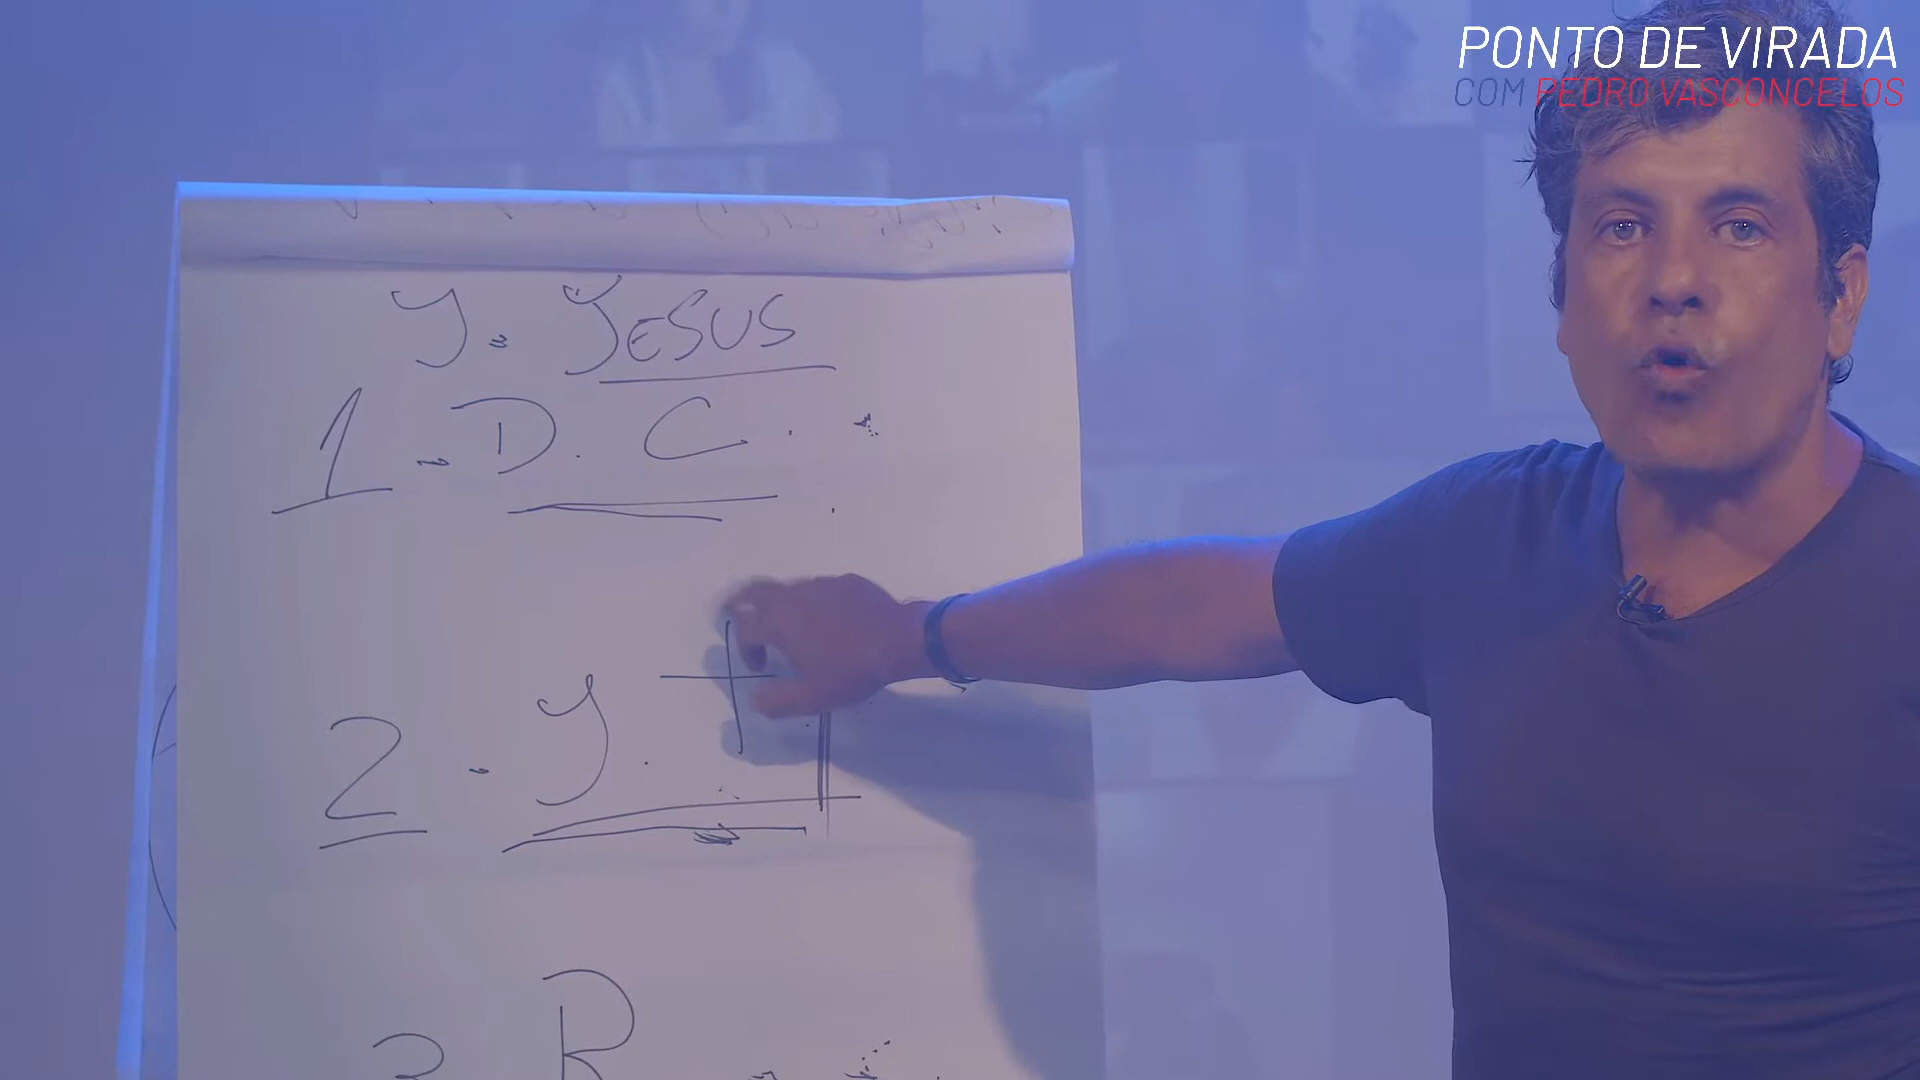 PONTO DE VIRADA
COM PEDRO VASCONCELOS
J. JESUS
1 - D. C.
2 - J.
3 R